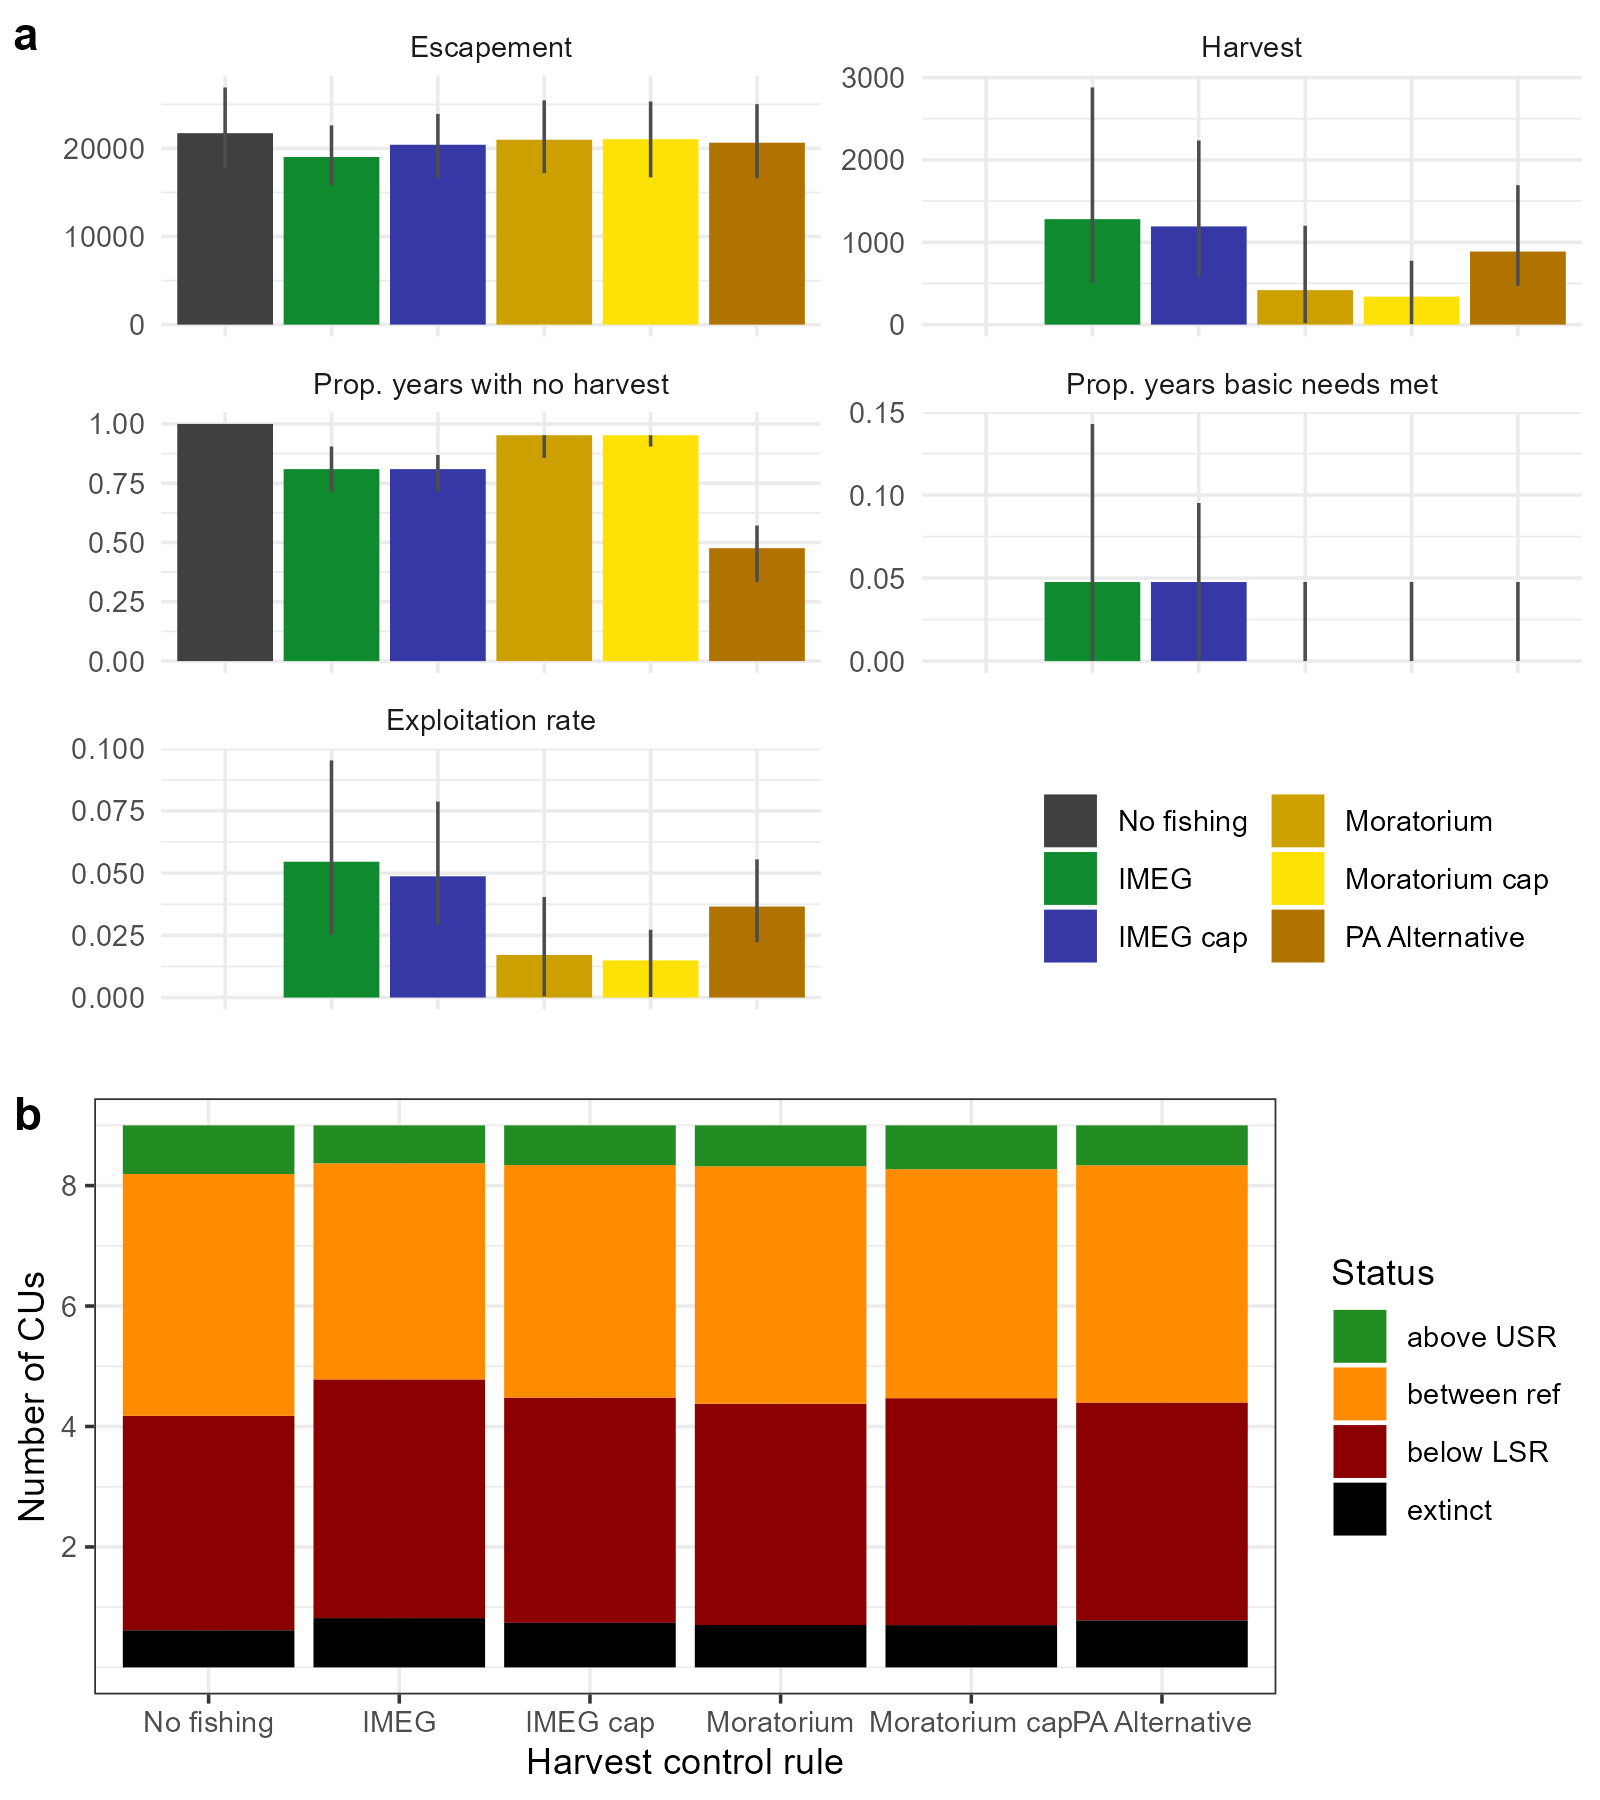 a
Escapement
Harvest
20000
10000
0
3000
2000
1000
0
Prop. years with no harvest
Prop. years basic needs met
1.00
0.75
0.50
0.25
0.00
0.15
0.10
0.05
0.00
Exploitation rate
0.100
0.075
0.050
0.025
0.000
No fishing
IMEG
IMEG cap
Moratorium
Moratorium cap
PA Alternative
b
Number of CUs
8
6
4
2
No fishing
IMEG
IMEG cap
Moratorium
Moratorium cap
PA Alternative
Harvest control rule
Status
above USR
between ref
below LSR
extinct